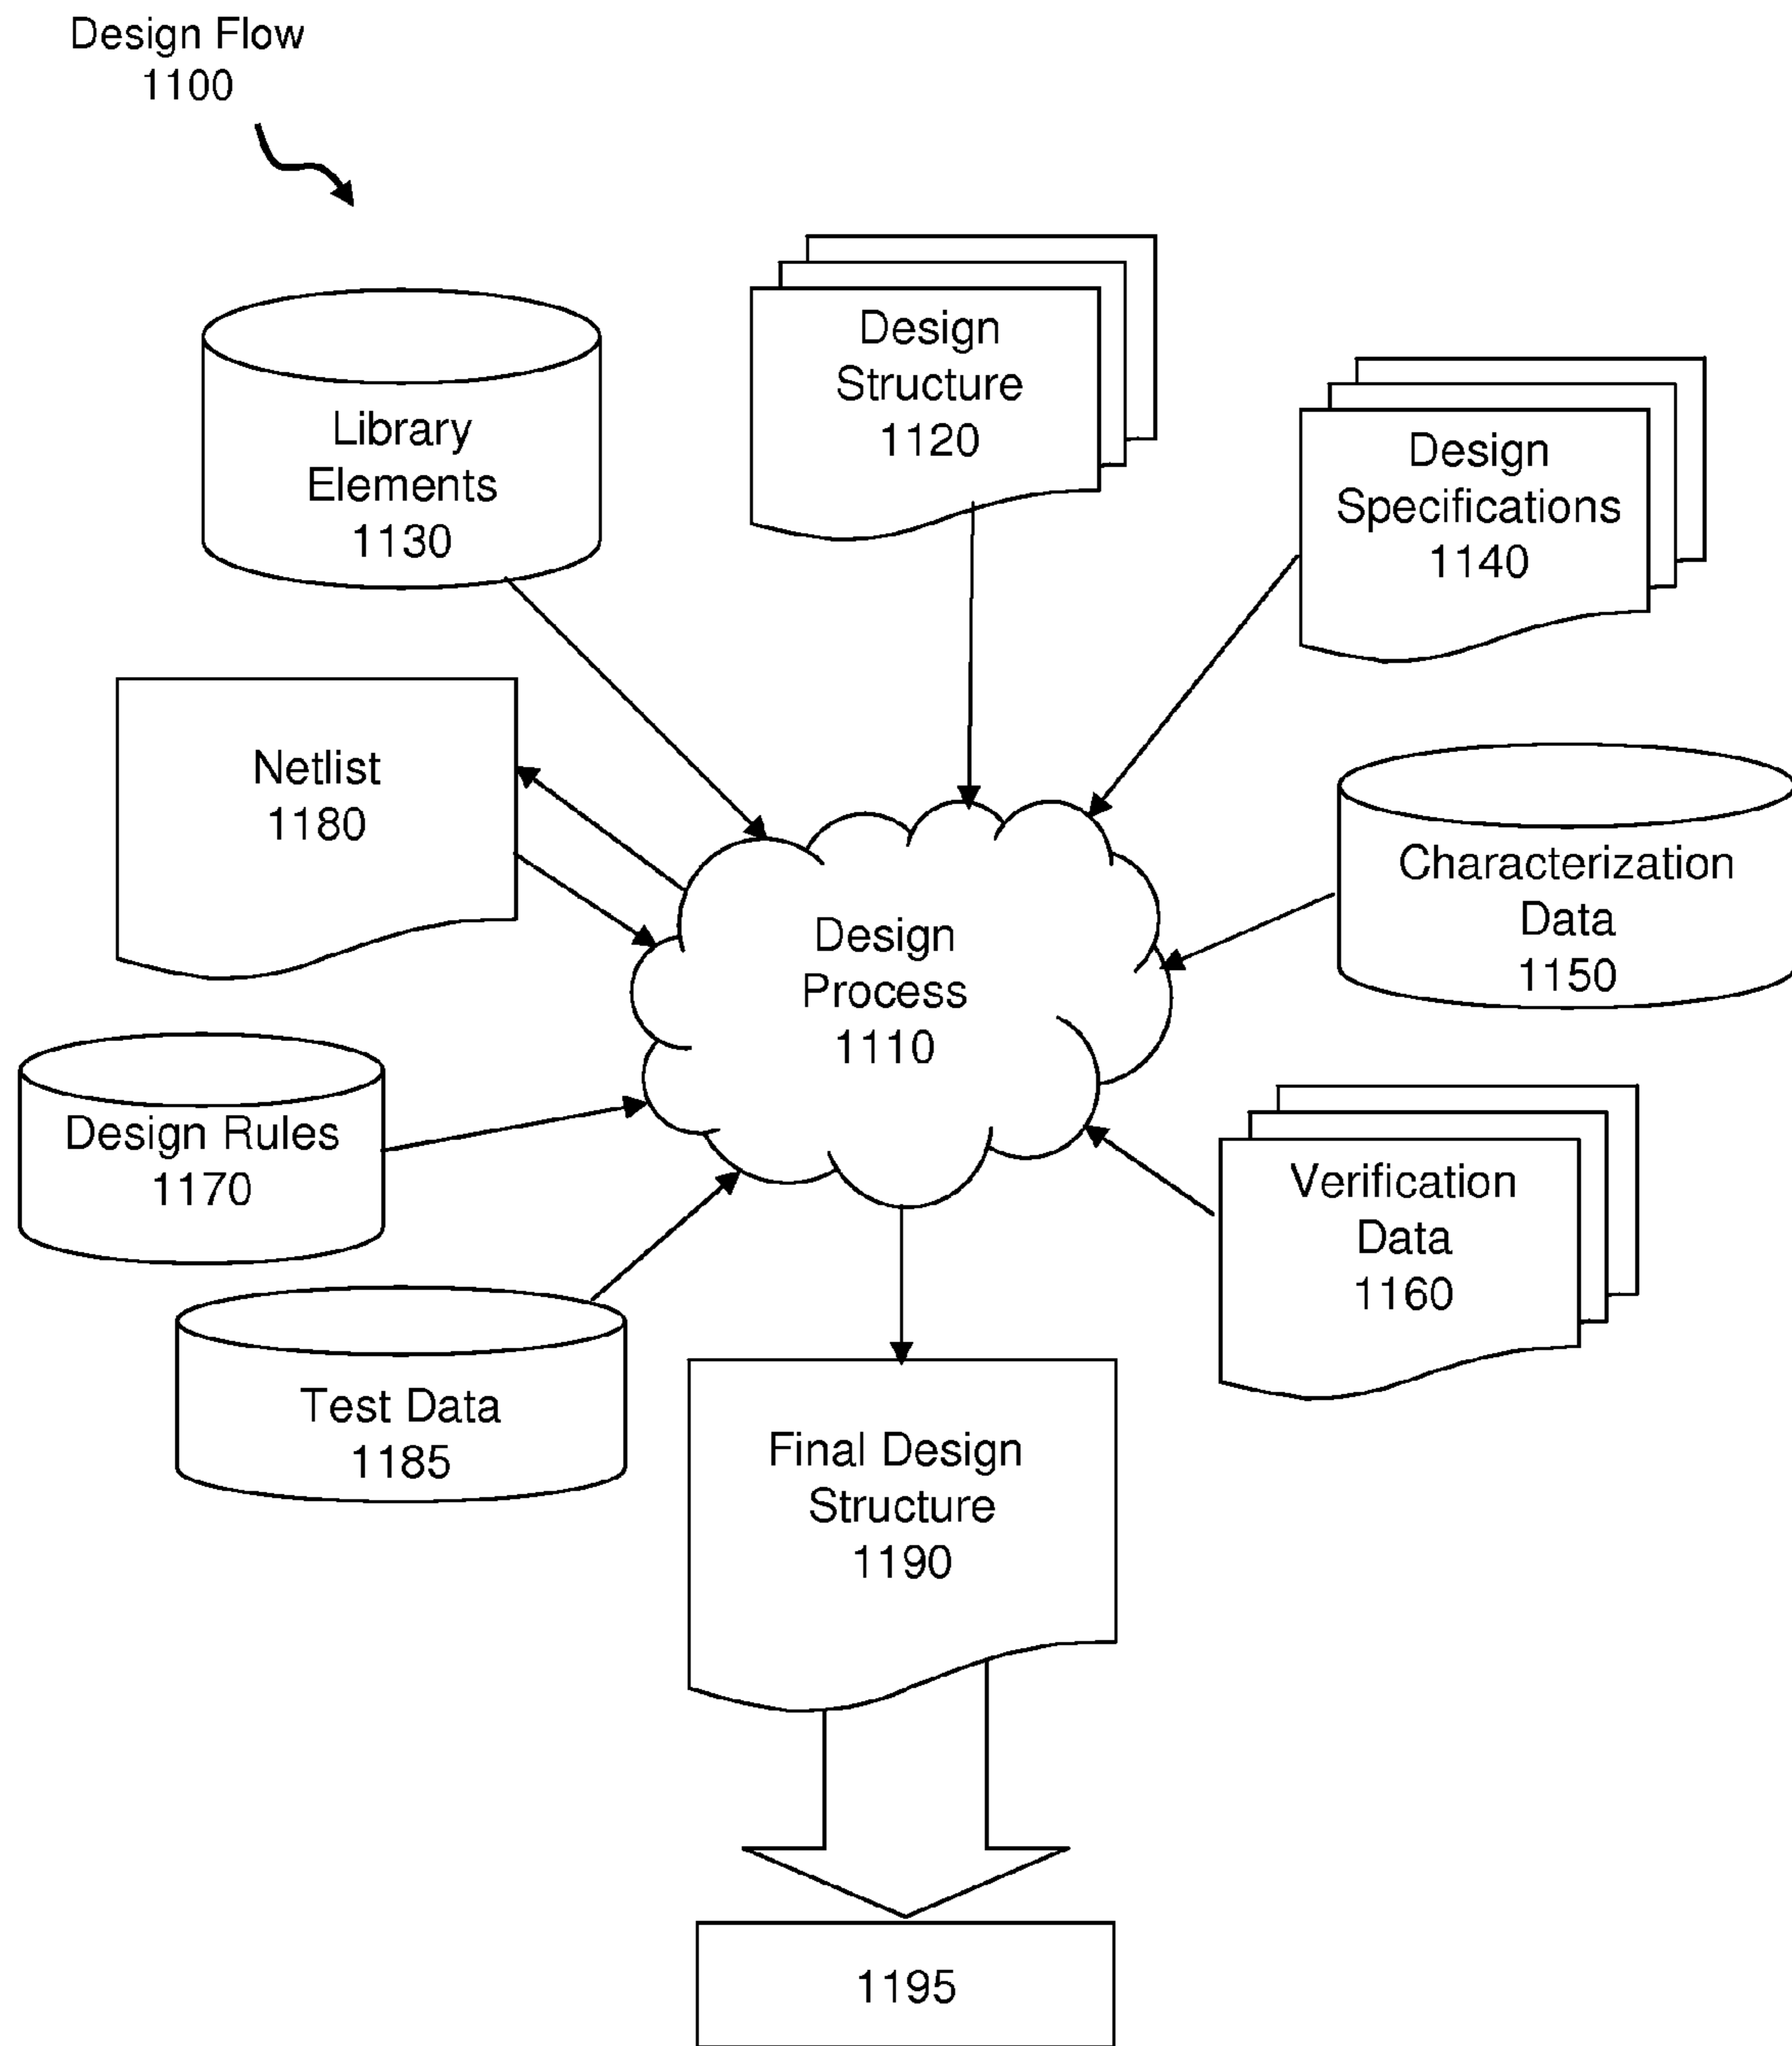 Design Flow
1100
Design
Structure
1120
Library
Elements
1130
Design
Specifications
1140
Netlist
1180
Characterization
Data
1150
Design
Process
1110
Design Rules
1170
Verification
Data
1160
Test Data
1185
Final Design
Structure
1190
1195